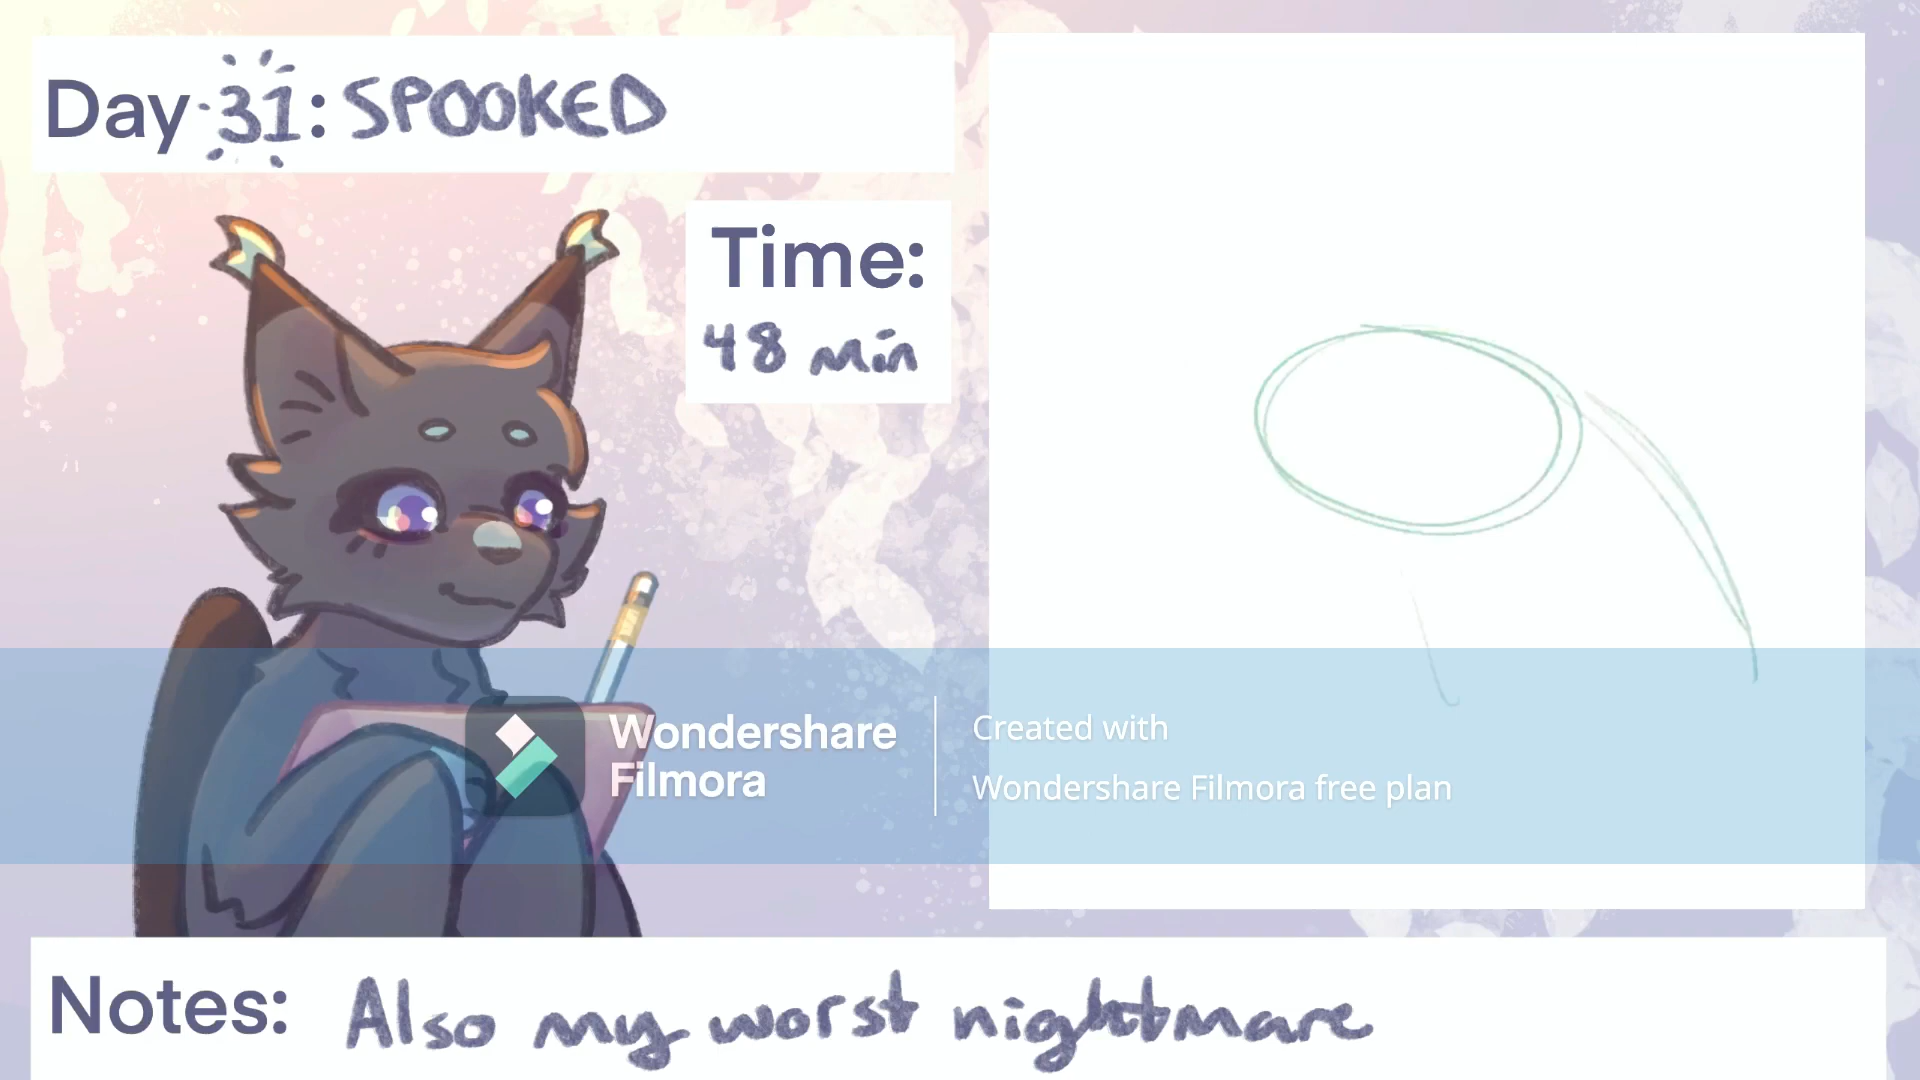 Day 31: SPOOKED
Time:
48 min
Wondershare
Filmora
Created with
Wondershare Filmora free plan
Notes: Also my worst nightmare